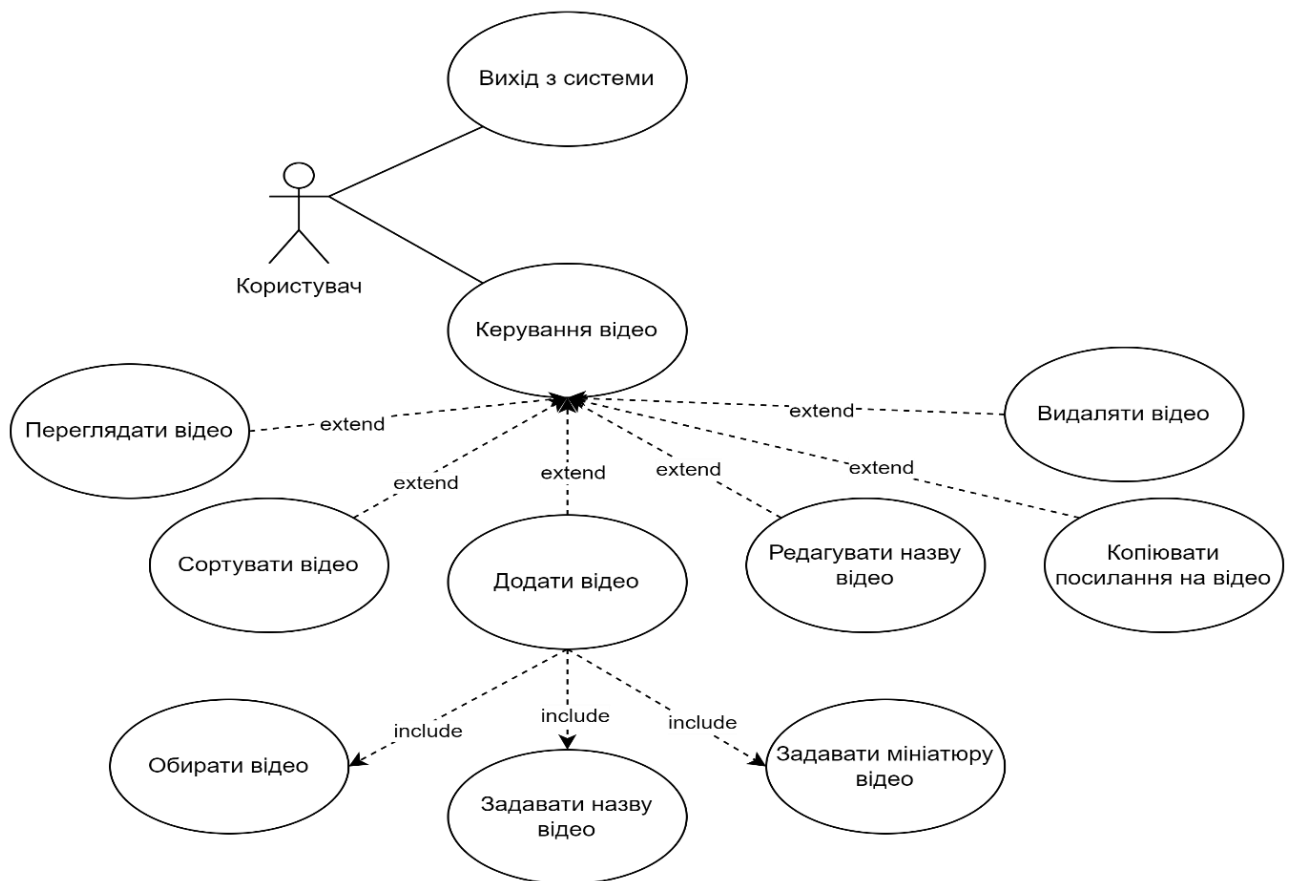 Вихід з системи
Користувач
Керування відео
Переглядати відео
extend
extend
Видаляти відео
extend
extend
extend
extend
Сортувати відео
Додати відео
Редагувати назву
відео
Копіювати
посилання на відео
include
include
include
Обирати відео
Задавати назву
відео
Задавати мініатюру
відео